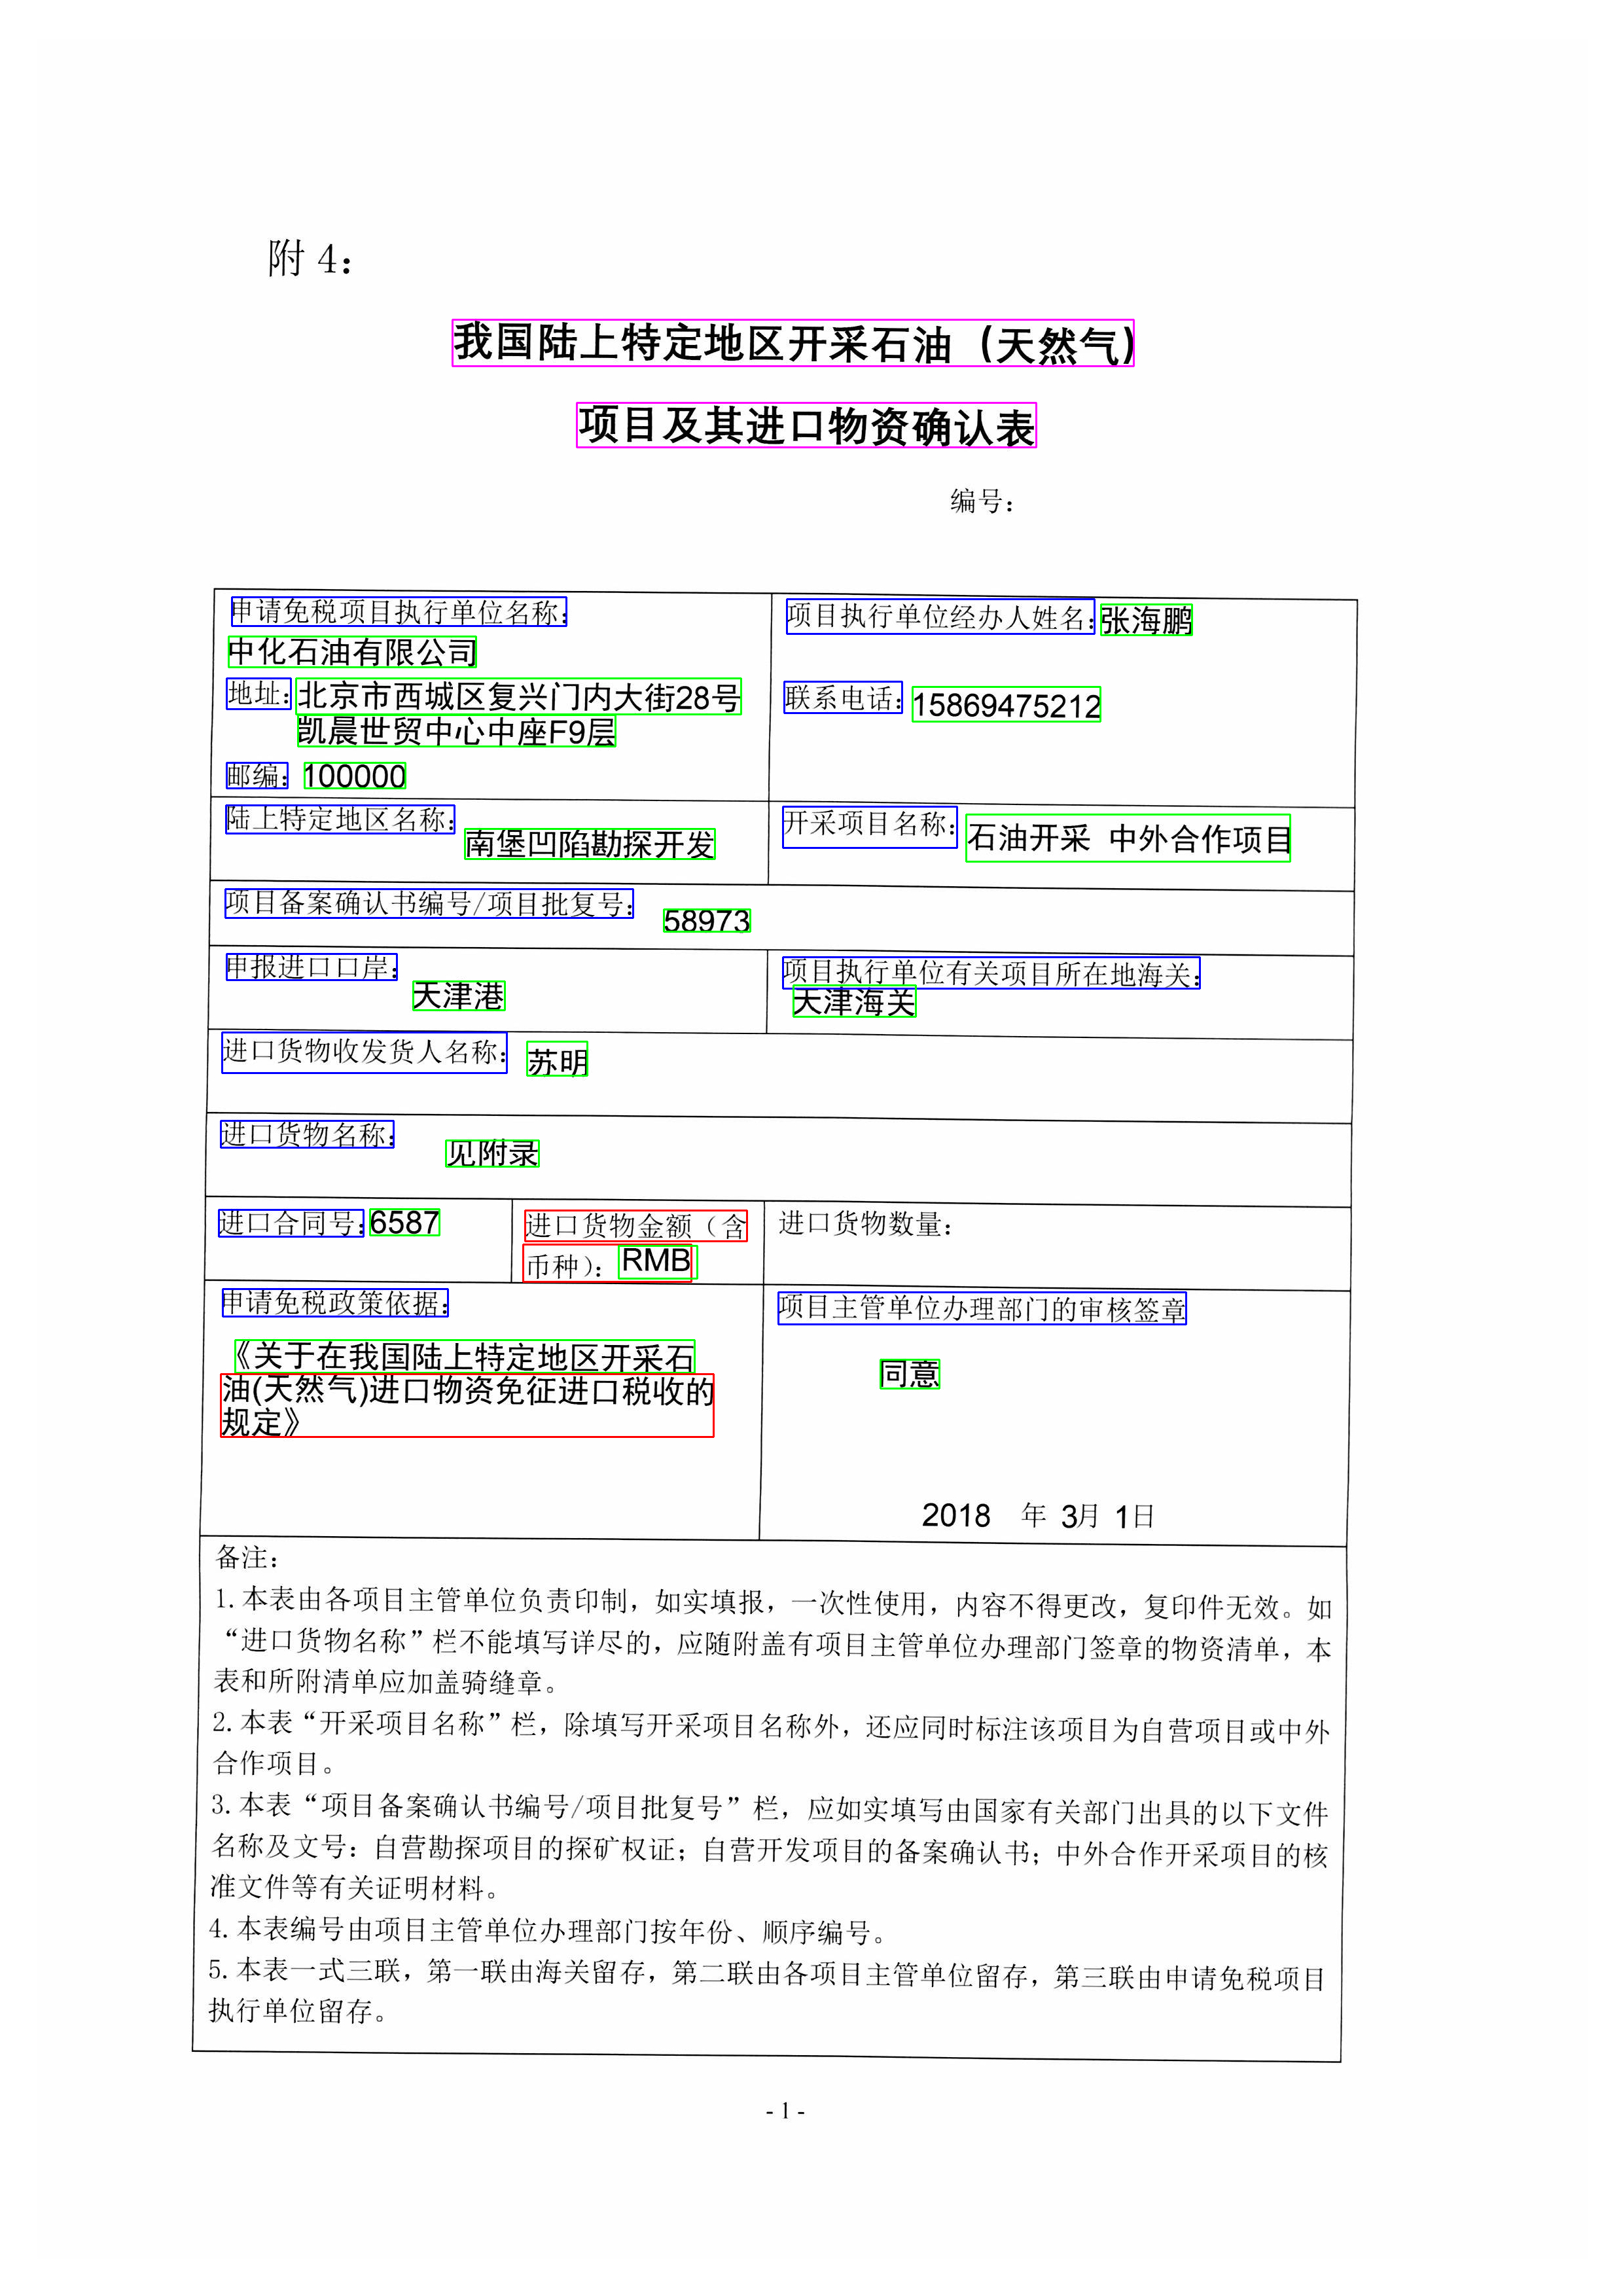 附 4：
我国陆上特定地区开采石油（天然气）
项目及其进口物资确认表
编号：
申请免税项目执行单位名称：
中化石油有限公司
地址：北京市西城区复兴门内大街28号
凯晨世贸中心中座F9层
邮编：100000
项目执行单位经办人姓名：张海鹏
联系电话：15869475212
陆上特定地区名称：南堡凹陷勘探开发
开采项目名称：石油开采 中外合作项目
项目备案确认书编号/项目批复号：58973
申报进口口岸：天津港
项目执行单位有关项目所在地海关：
天津海关
进口货物收发货人名称：苏明
进口货物名称：见附录
进口合同号：6587
进口货物金额（含
币种）：RMB
进口货物数量：
申请免税政策依据：
《关于在我国陆上特定地区开采石
油(天然气)进口物资免征进口税收的
规定》
项目主管单位办理部门的审核签章
同意
2018 年 3月 1日
备注：
1.本表由各项目主管单位负责印制，如实填报，一次性使用，内容不得更改，复印件无效。如
“进口货物名称”栏不能填写详尽的，应随附盖有项目主管单位办理部门签章的物资清单，本
表和所附清单应加盖骑缝章。
2.本表“开采项目名称”栏，除填写开采项目名称外，还应同时标注该项目为自营项目或中外
合作项目。
3.本表“项目备案确认书编号/项目批复号”栏，应如实填写由国家有关部门出具的以下文件
名称及文号：自营勘探项目的探矿权证；自营开发项目的备案确认书；中外合作开采项目的核
准文件等有关证明材料。
4.本表编号由项目主管单位办理部门按年份、顺序编号。
5.本表一式三联，第一联由海关留存，第二联由各项目主管单位留存，第三联由申请免税项目
执行单位留存。
- 1 -